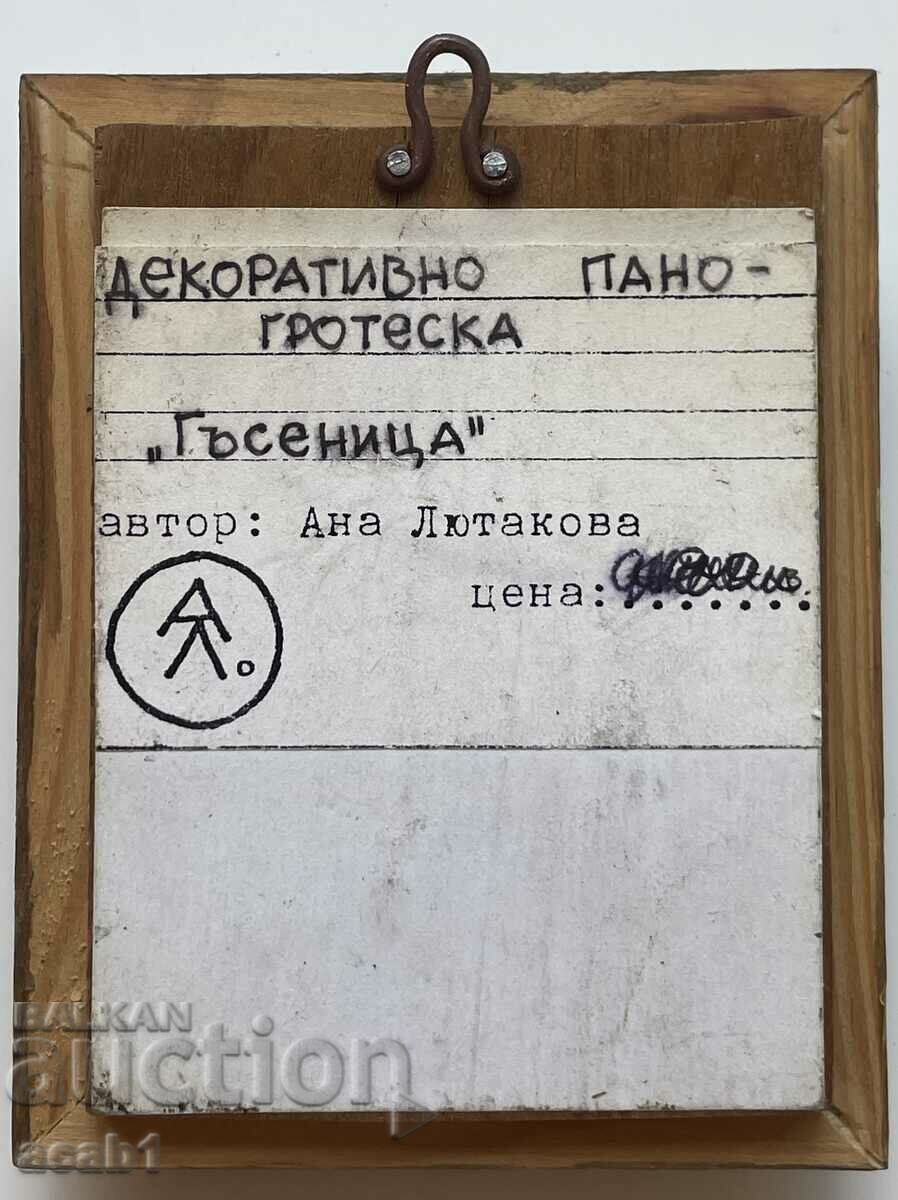 ДЕКОРАТИВНО ПАНО-
ГРОТЕСКА
„Гъсеница"
автор: Ана Лютакова
цена:........
BALKAN
auction
acab1